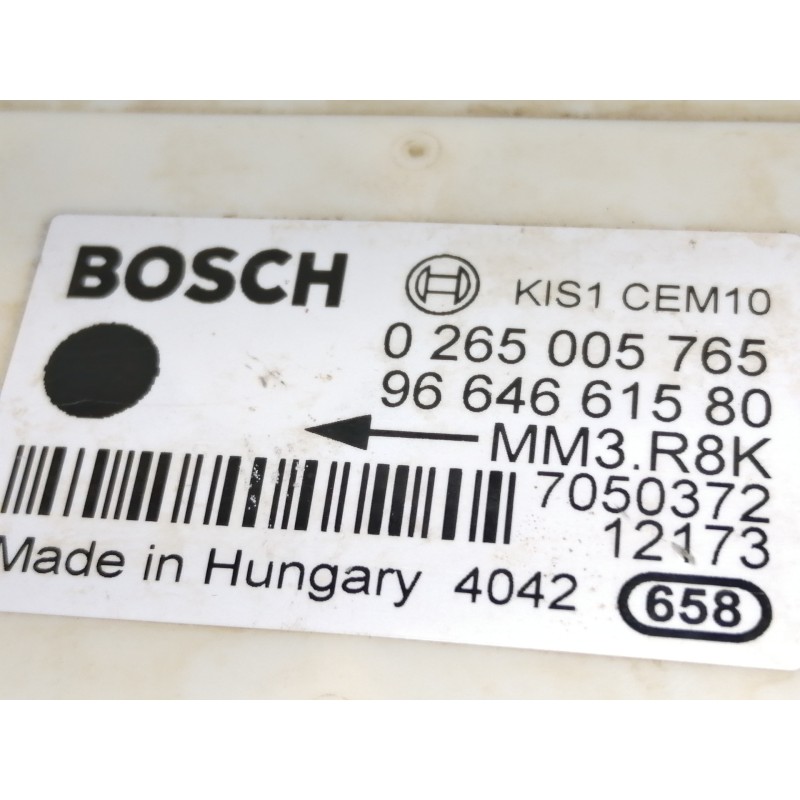 BOSCH KIS1 CEM10
0 265 005 765
96 646 615 80
MM3.R8K
7050372
12173
Made in Hungary 4042 658